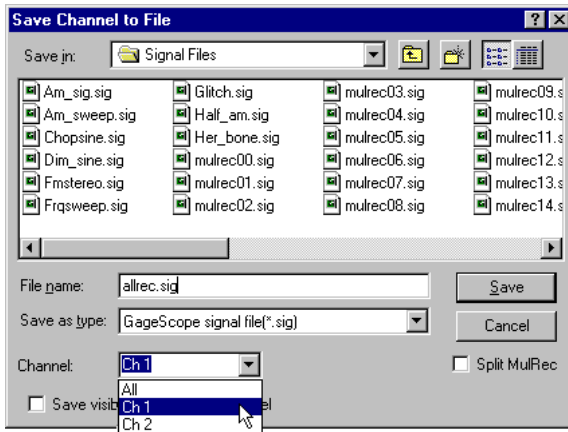 Save Channel to File
Save in: Signal Files
Am_sig.sig Glitch.sig mulrec03.sig mulrec09.s
Am_sweep.sig Half_am.sig mulrec04.sig mulrec10.s
Chopsine.sig Her_bone.sig mulrec05.sig mulrec11.s
Dim_sine.sig mulrec00.sig mulrec06.sig mulrec12.s
Fmstereo.sig mulrec01.sig mulrec07.sig mulrec13.s
Frqsweep.sig mulrec02.sig mulrec08.sig mulrec14.s
File name: allrec.sig Save
Save as type: GageScope signal file(*.sig) Cancel
Channel: Ch 1 Split MulRec
All
Save visib Ch 1 el
Ch 2